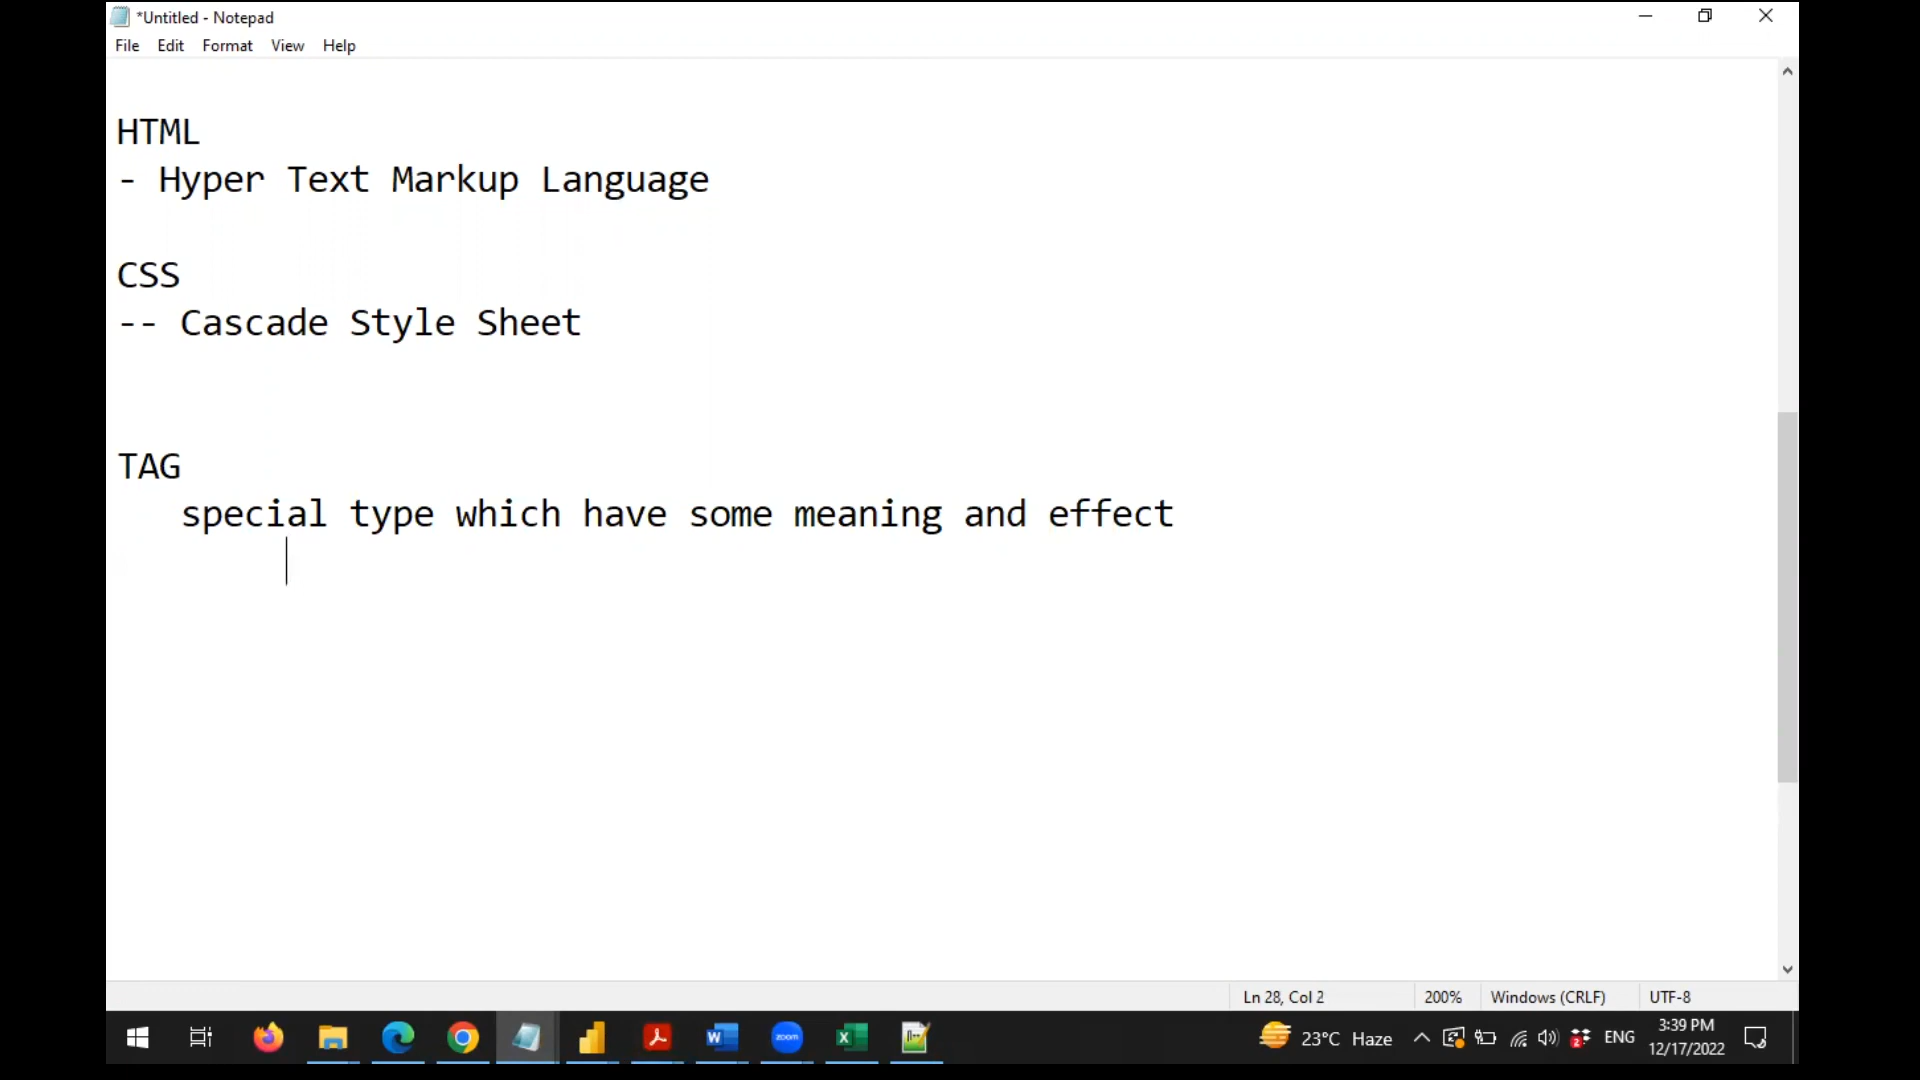 *Untitled - Notepad
File Edit Format View Help
HTML
- Hyper Text Markup Language
CSS
-- Cascade Style Sheet
TAG
special type which have some meaning and effect
Ln 28, Col 2 200% Windows (CRLF) UTF-8
W zoom X 23°C Haze 2 ENG 3:39 PM
12/17/2022